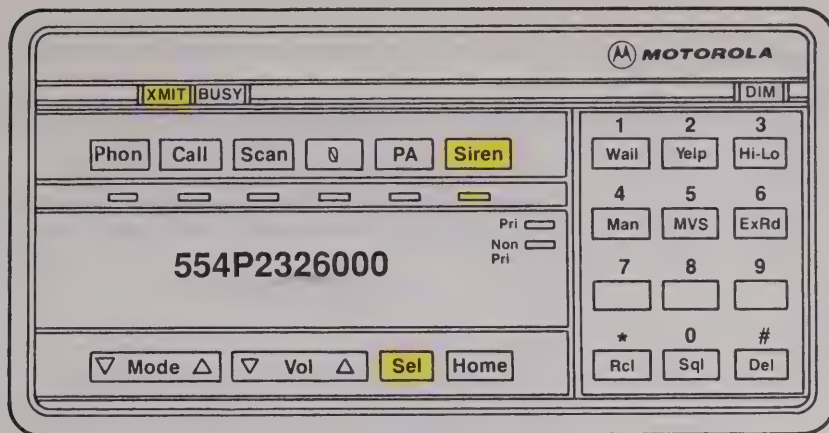 MOTOROLA
XMIT BUSY DIM
Phon Call Scan PA Siren
Pri
Non
Pri
554P2326000
Mode Vol Sel Home
1 2 3
Wail Yelp Hi-Lo
4 5 6
Man MVS ExRd
7 8 9
* 0 #
Rcl Sql Del